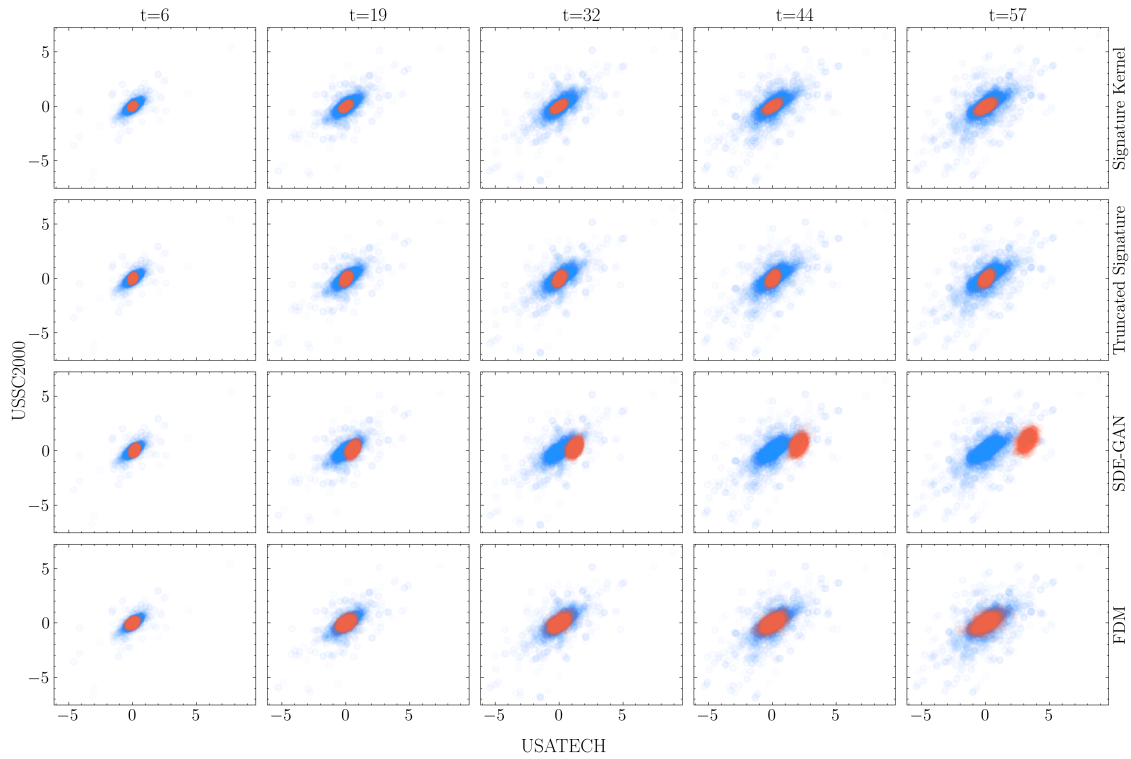 t=6 t=19 t=32 t=44 t=57
5
0
−5
Signature Kernel
5
0
−5
Truncated Signature
USSC2000
5
0
−5
SDE-GAN
5
0
−5
FDM
−5 0 5 −5 0 5 −5 0 5 −5 0 5 −5 0 5
USATECH